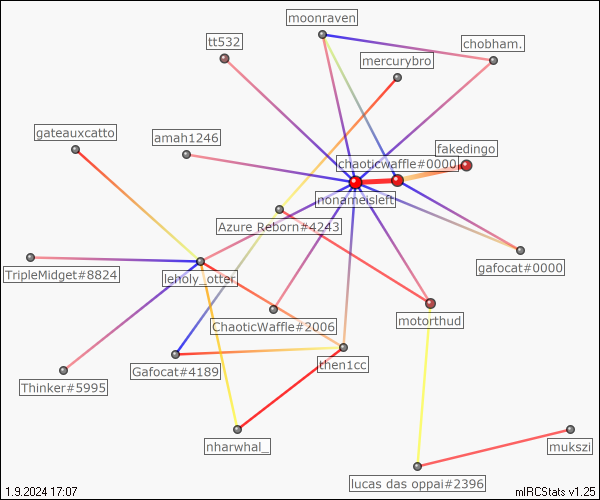 moonraven
tt532
chobham.
mercurybro
gateauxcatto
amah1246
fakedingo
chaoticwaffle#0000
nonameisleft
Azure Reborn#4243
gafocat#0000
TripleMidget#8824
leholy_otter
ChaoticWaffle#2006
motorthud
Gafocat#4189
then1cc
Thinker#5995
nharwhal_
mukszi
lucas das oppai#2396
1.9.2024 17:07
mIRCStats v1.25